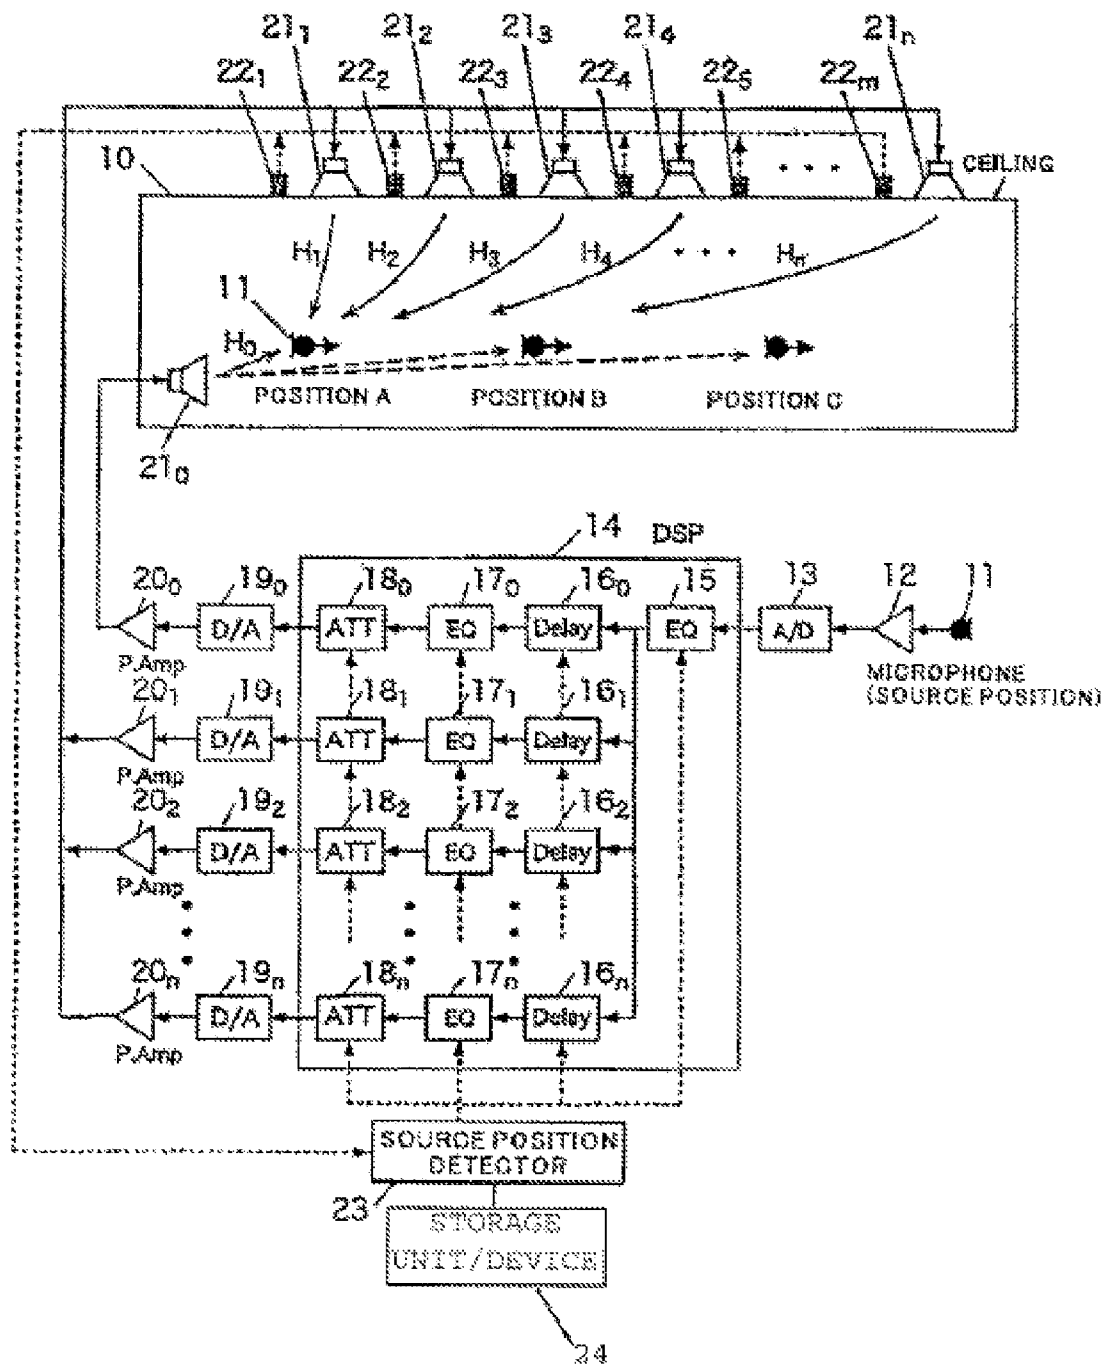 21₁ 21₂ 21₃ 21₄ 21ₙ
22₁ 22₂ 22₃ 22₄ 22₅ 22ₘ
10 CEILING
H₁ H₂ H₃ H₄ Hₙ
11
H₀
POSITION A POSITION B POSITION C
21₀
14 DSP
20₀ 19₀ 18₀ 17₀ 16₀ 15 13 12 11
D/A ATT EQ Delay EQ A/D
P.Amp MICROPHONE
(SOURCE POSITION)
20₁ 19₁ 18₁ 17₁ 16₁
D/A ATT EQ Delay
P.Amp
20₂ 19₂ 18₂ 17₂ 16₂
D/A ATT EQ Delay
P.Amp
20ₙ 19ₙ 18ₙ 17ₙ 16ₙ
D/A ATT EQ Delay
P.Amp
SOURCE POSITION
DETECTOR
23
STORAGE
UNIT/DEVICE
24